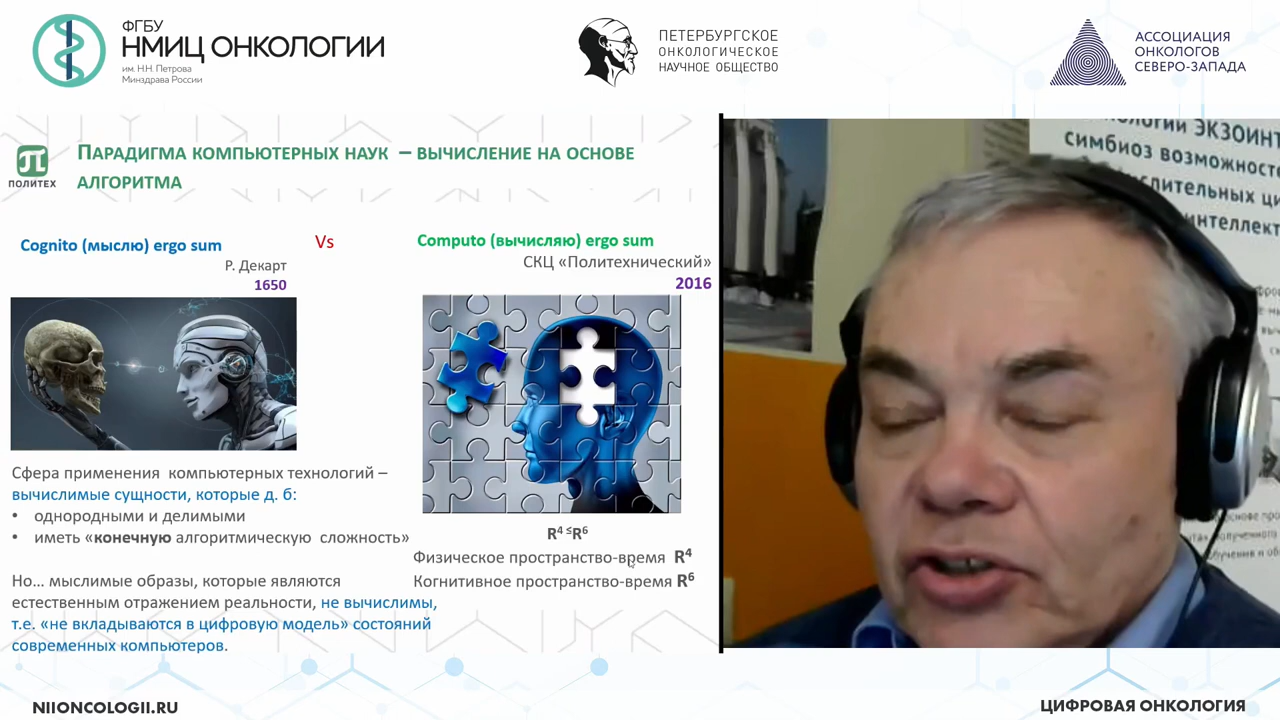 ФГБУ
НМИЦ ОНКОЛОГИИ
им. Н.Н. Петрова
Минздрава России
ПЕТЕРБУРГСКОЕ
ОНКОЛОГИЧЕСКОЕ
НАУЧНОЕ ОБЩЕСТВО
АССОЦИАЦИЯ
ОНКОЛОГОВ
СЕВЕРО-ЗАПАДА
ПОЛИТЕХ
ПАРАДИГМА КОМПЬЮТЕРНЫХ НАУК – ВЫЧИСЛЕНИЕ НА ОСНОВЕ
АЛГОРИТМА
Cognito (мыслю) ergo sum
Р. Декарт
1650
Vs
Computo (вычисляю) ergo sum
СКЦ «Политехнический»
2016
Сфера применения компьютерных технологий –
вычислимые сущности, которые д. б:
• однородными и делимыми
• иметь «конечную алгоритмическую сложность»
Но... мыслимые образы, которые являются
естественным отражением реальности, не вычислимы,
т.е. «не вкладываются в цифровую модель» состояний
современных компьютеров.
R⁴ ≤R⁶
Физическое пространство-время R⁴
Когнитивное пространство-время R⁶
ЭКЗОИНТ
симбиоз возможносте
интеллект
NIIONCOLOGII.RU
ЦИФРОВАЯ ОНКОЛОГИЯ